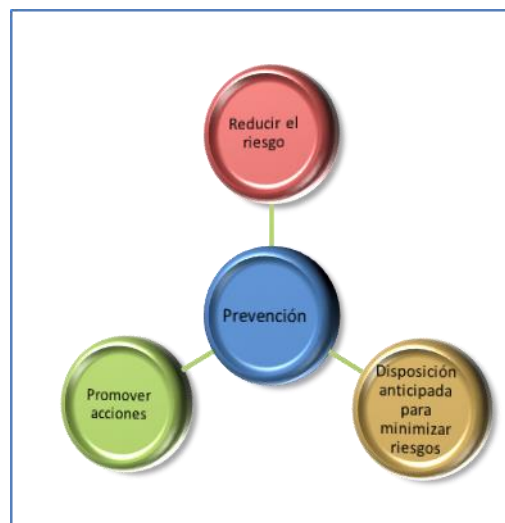 Reducir el
riesgo
Prevención
Promover
acciones
Disposición
anticipada
para
minimizar
riesgos